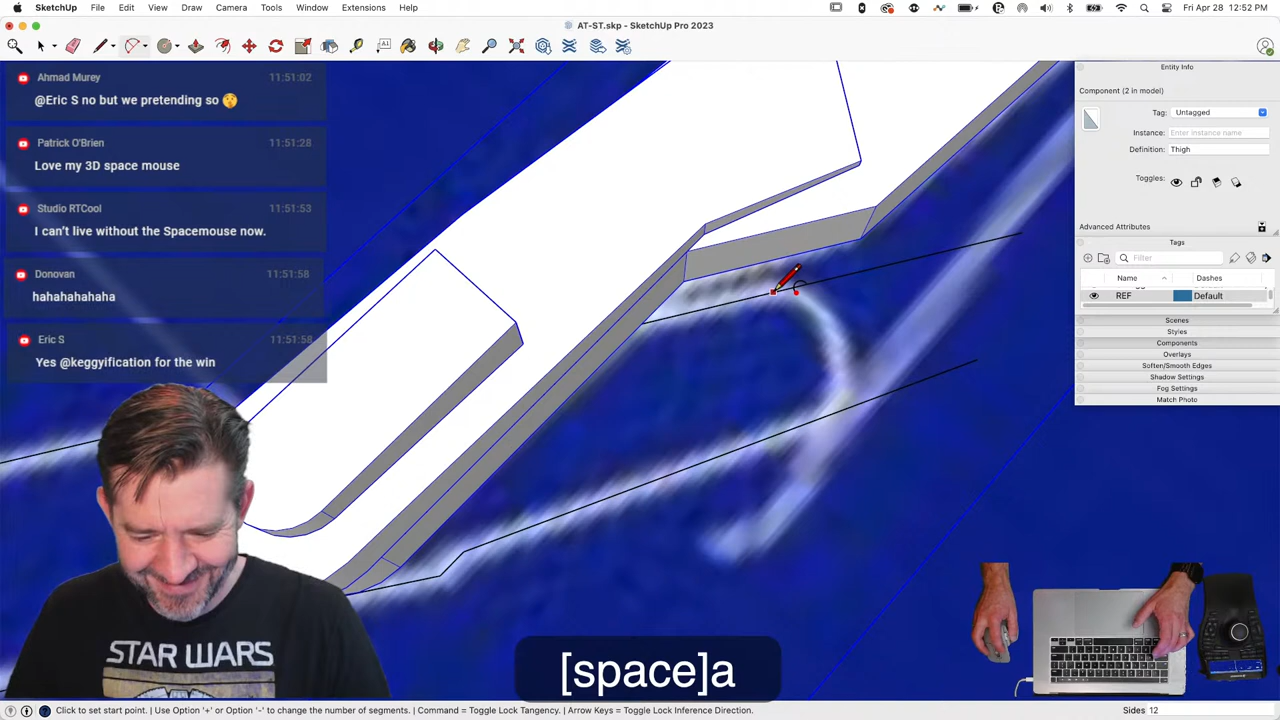 SketchUp File Edit View Draw Camera Tools Window Extensions Help
Fri Apr 28 12:52 PM
AT-ST.skp - SketchUp Pro 2023
Ahmad Murey 11:51:02
@Eric S no but we pretending so 🤫
Patrick O'Brien 11:51:28
Love my 3D space mouse
Studio RTCool 11:51:53
I can't live without the Spacemouse now.
Donovan 11:51:58
hahahahahaha
Eric S 11:51:58
Yes @keggyification for the win
Entity Info
Component (2 in model)
Tag: Untagged
Instance: Enter instance name
Definition: Thigh
Toggles:
Advanced Attributes
Tags
Filter
Name Dashes
REF Default
Scenes
Styles
Components
Overlays
Soften/Smooth Edges
Shadow Settings
Fog Settings
Match Photo
STAR WARS
[space]a
Click to set start point. | Use Option '+' or Option '-' to change the number of segments. | Command = Toggle Lock Tangency. | Arrow Keys = Toggle Lock Inference Direction.
Sides 12